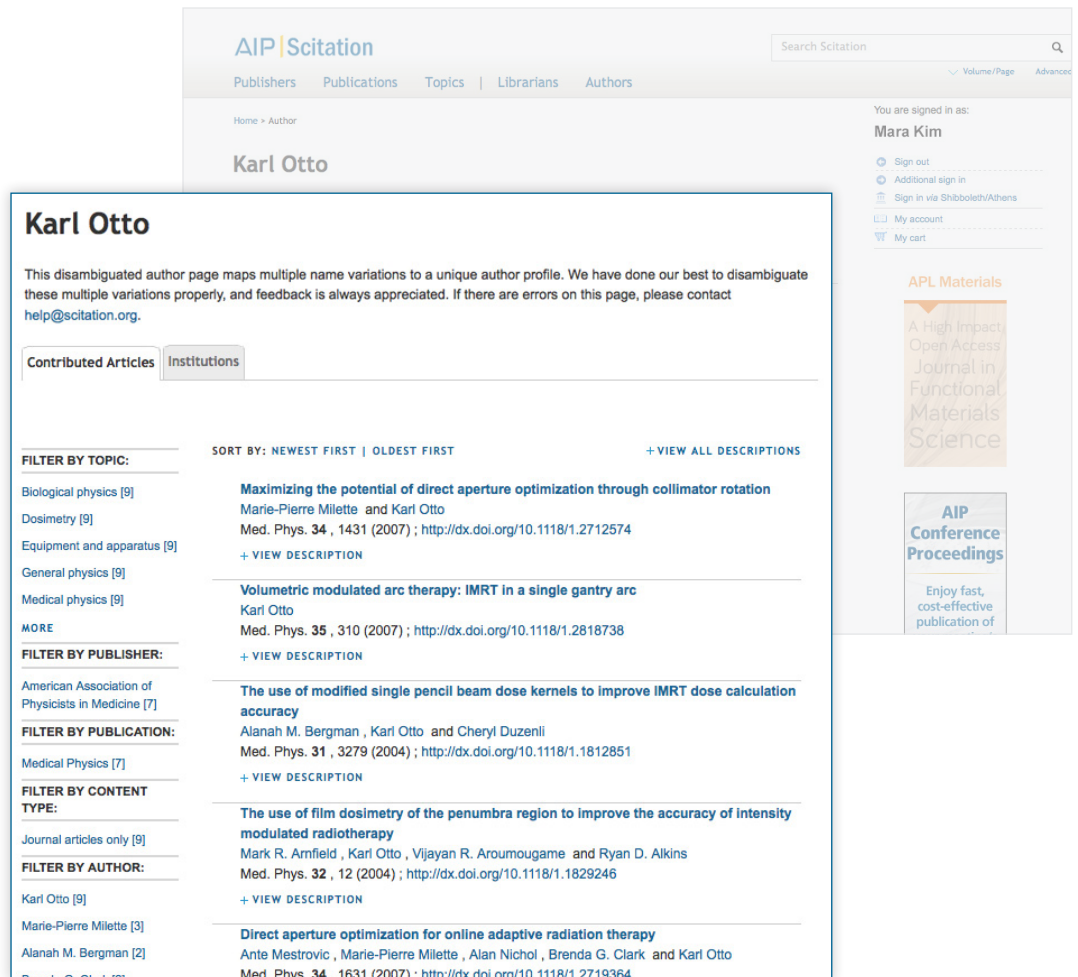 AIP|Scitation
Search Scitation
Volume/Page Advanced
Publishers Publications Topics | Librarians Authors
Home > Author
Karl Otto
You are signed in as:
Mara Kim
Sign out
Additional sign in
Sign in via Shibboleth/Athens
My account
My cart
APL Materials
A High Impact,
Open Access
Journal in
Functional
Materials
Science
AIP
Conference
Proceedings
Enjoy fast,
cost-effective
publication of
Karl Otto
This disambiguated author page maps multiple name variations to a unique author profile. We have done our best to disambiguate
these multiple variations properly, and feedback is always appreciated. If there are errors on this page, please contact
help@scitation.org.
Contributed Articles Institutions
FILTER BY TOPIC:
Biological physics [9]
Dosimetry [9]
Equipment and apparatus [9]
General physics [9]
Medical physics [9]
MORE
FILTER BY PUBLISHER:
American Association of
Physicists in Medicine [7]
FILTER BY PUBLICATION:
Medical Physics [7]
FILTER BY CONTENT
TYPE:
Journal articles only [9]
FILTER BY AUTHOR:
Karl Otto [9]
Marie-Pierre Milette [3]
Alanah M. Bergman [2]
SORT BY: NEWEST FIRST | OLDEST FIRST
+VIEW ALL DESCRIPTIONS
Maximizing the potential of direct aperture optimization through collimator rotation
Marie-Pierre Milette and Karl Otto
Med. Phys. 34 , 1431 (2007) ; http://dx.doi.org/10.1118/1.2712574
+ VIEW DESCRIPTION
Volumetric modulated arc therapy: IMRT in a single gantry arc
Karl Otto
Med. Phys. 35 , 310 (2007) ; http://dx.doi.org/10.1118/1.2818738
+ VIEW DESCRIPTION
The use of modified single pencil beam dose kernels to improve IMRT dose calculation
accuracy
Alanah M. Bergman , Karl Otto and Cheryl Duzenli
Med. Phys. 31 , 3279 (2004) ; http://dx.doi.org/10.1118/1.1812851
+ VIEW DESCRIPTION
The use of film dosimetry of the penumbra region to improve the accuracy of intensity
modulated radiotherapy
Mark R. Arnfield , Karl Otto , Vijayan R. Aroumougame and Ryan D. Alkins
Med. Phys. 32 , 12 (2004) ; http://dx.doi.org/10.1118/1.1829246
+ VIEW DESCRIPTION
Direct aperture optimization for online adaptive radiation therapy
Ante Mestrovic , Marie-Pierre Milette , Alan Nichol , Brenda G. Clark and Karl Otto
Med. Phys. 34 , 1631 (2007) ; http://dx.doi.org/10.1118/1.2719364